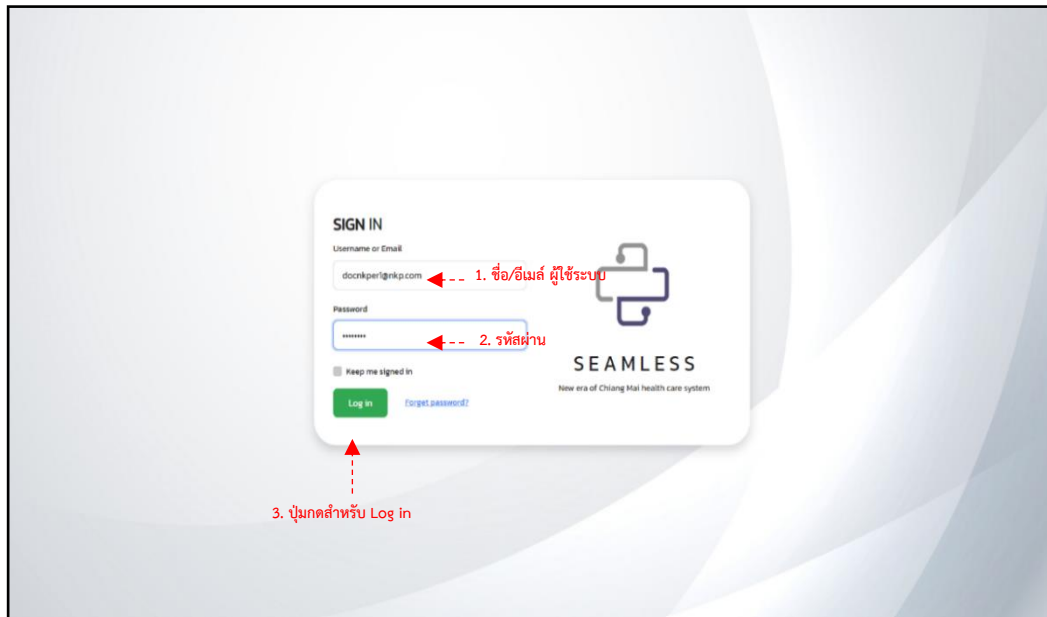 SIGN IN
Username or Email
docnkper1@nkp.com
1. ชื่อ/อีเมล์ ผู้ใช้ระบบ
Password
••••••••
2. รหัสผ่าน
Keep me signed in
Log in
Forget password?
SEAMLESS
New era of Chiang Mai health care system
3. ปุ่มกดสำหรับ Log in